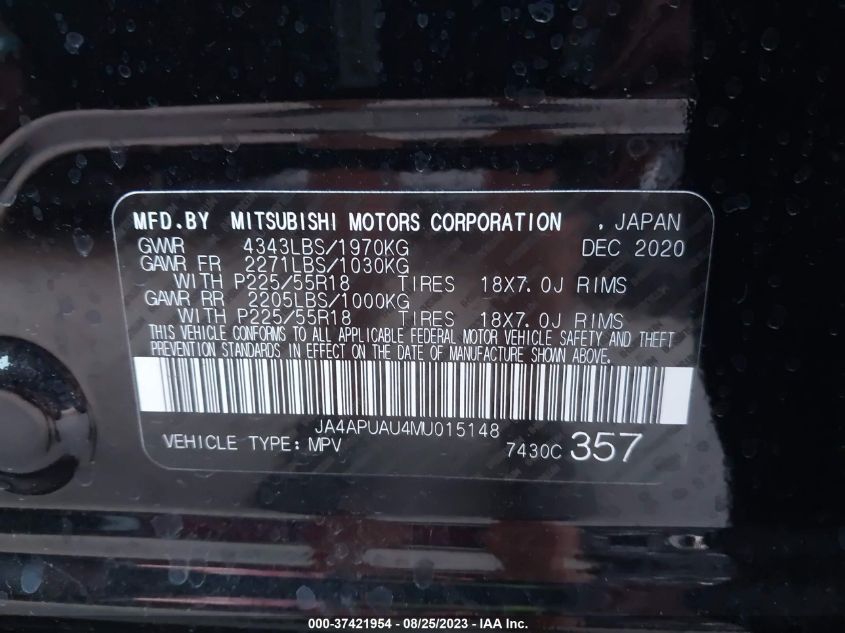 MFD.BY MITSUBISHI MOTORS CORPORATION , JAPAN
GVWR 4343LBS/1970KG DEC 2020
GAWR FR 2271LBS/1030KG
WITH P225/55R18 TIRES 18X7.0J RIMS
GAWR RR 2205LBS/1000KG
WITH P225/55R18 TIRES 18X7.0J RIMS
THIS VEHICLE CONFORMS TO ALL APPLICABLE FEDERAL MOTOR VEHICLE SAFETY AND THEFT
PREVENTION STANDARDS IN EFFECT ON THE DATE OF MANUFACTURE SHOWN ABOVE.
JA4APUAU4MU015148
VEHICLE TYPE: MPV 7430C 357
000-37421954 - 08/25/2023 - IAA Inc.